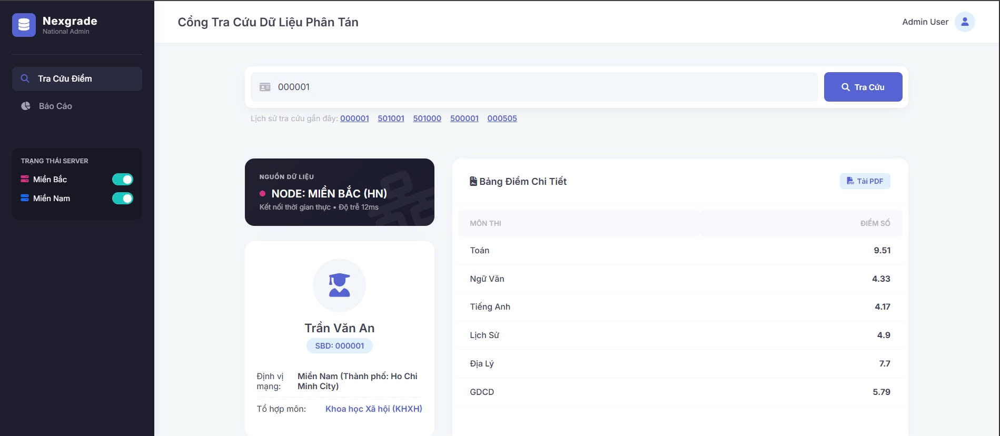 Nexgrade
National Admin
Cổng Tra Cứu Dữ Liệu Phân Tán
Admin User
Tra Cứu Điểm
Báo Cáo
TRẠNG THÁI SERVER
Miền Bắc
Miền Nam
000001
Tra Cứu
Lịch sử tra cứu gần đây: 000001 501001 501000 500001 000505
NGUỒN DỮ LIỆU
NODE: MIỀN BẮC (HN)
Kết nối thời gian thực • Độ trễ 12ms
Trần Văn An
SBD: 000001
Định vị mạng: Miền Nam (Thành phố: Ho Chi
Minh City)
Tổ hợp môn: Khoa học Xã hội (KHXH)
Bảng Điểm Chi Tiết
Tải PDF
MÔN THI ĐIỂM SỐ
Toán 9.51
Ngữ Văn 4.33
Tiếng Anh 4.17
Lịch Sử 4.9
Địa Lý 7.7
GDCD 5.79